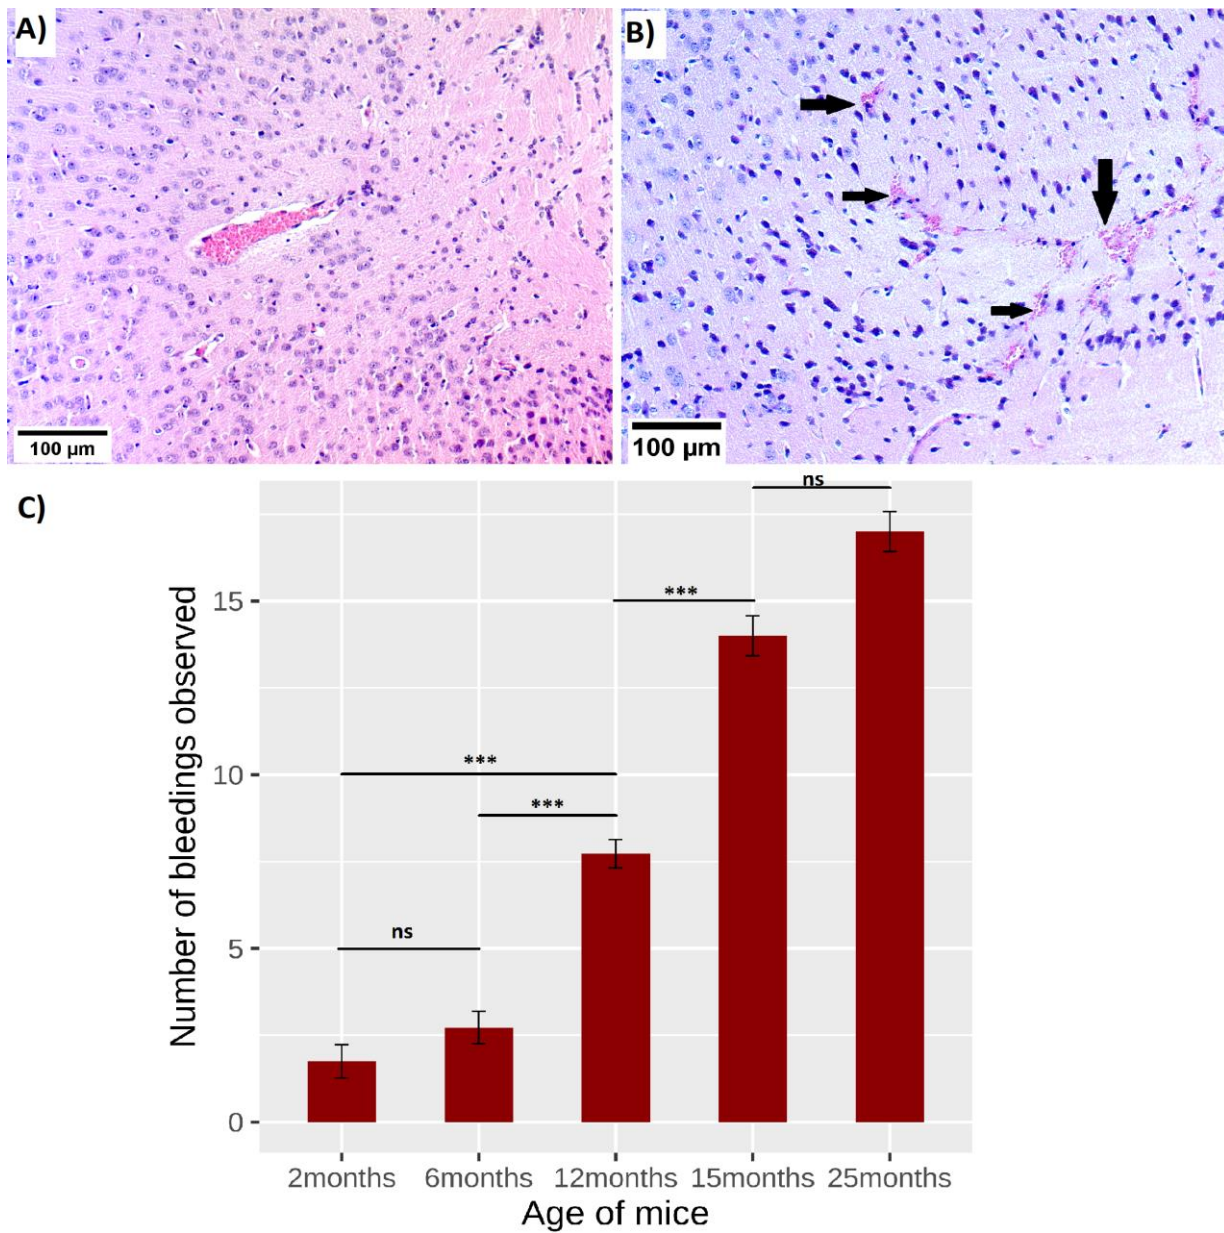 A)
B)
100 µm
100 µm
C)
Number of bleedings observed
15
10
5
0
ns
***
***
***
ns
2months
6months
12months
15months
25months
Age of mice